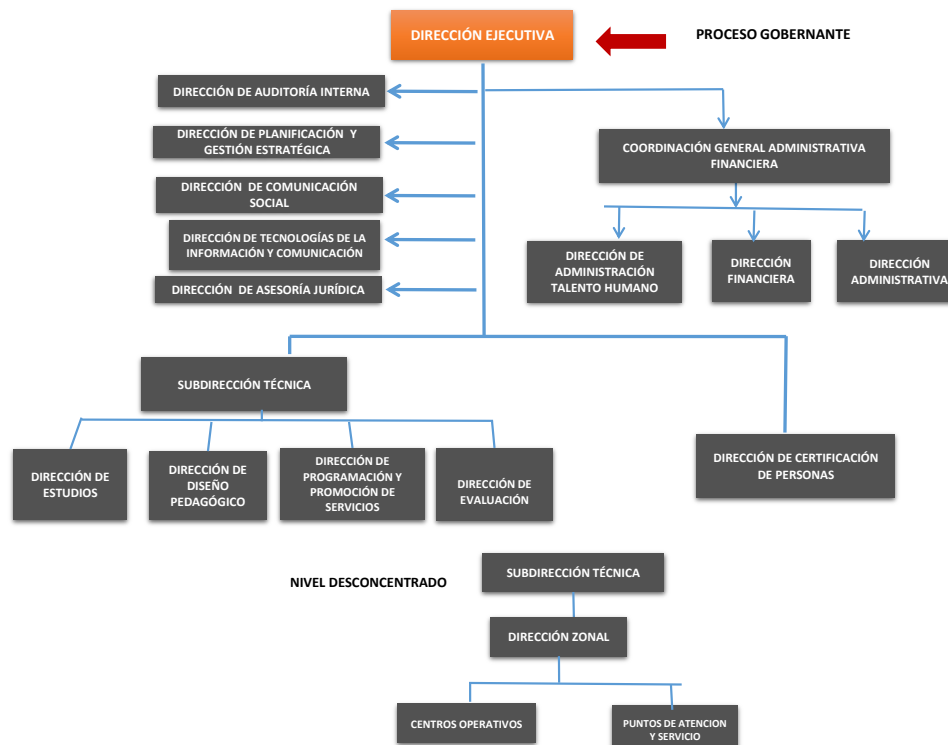 DIRECCIÓN EJECUTIVA
PROCESO GOBERNANTE
DIRECCIÓN DE AUDITORÍA INTERNA
DIRECCIÓN DE PLANIFICACIÓN Y
GESTIÓN ESTRATÉGICA
DIRECCIÓN DE COMUNICACIÓN
SOCIAL
DIRECCIÓN DE TECNOLOGÍAS DE LA
INFORMACIÓN Y COMUNICACIÓN
DIRECCIÓN DE ASESORÍA JURÍDICA
COORDINACIÓN GENERAL ADMINISTRATIVA
FINANCIERA
DIRECCIÓN DE
ADMINISTRACIÓN
TALENTO HUMANO
DIRECCIÓN
FINANCIERA
DIRECCIÓN
ADMINISTRATIVA
SUBDIRECCIÓN TÉCNICA
DIRECCIÓN DE
ESTUDIOS
DIRECCIÓN DE
DISEÑO
PEDAGÓGICO
DIRECCIÓN DE
PROGRAMACIÓN Y
PROMOCIÓN DE
SERVICIOS
DIRECCIÓN DE
EVALUACIÓN
DIRECCIÓN DE CERTIFICACIÓN
DE PERSONAS
NIVEL DESCONCENTRADO
SUBDIRECCIÓN TÉCNICA
DIRECCIÓN ZONAL
CENTROS OPERATIVOS
PUNTOS DE ATENCION
Y SERVICIO